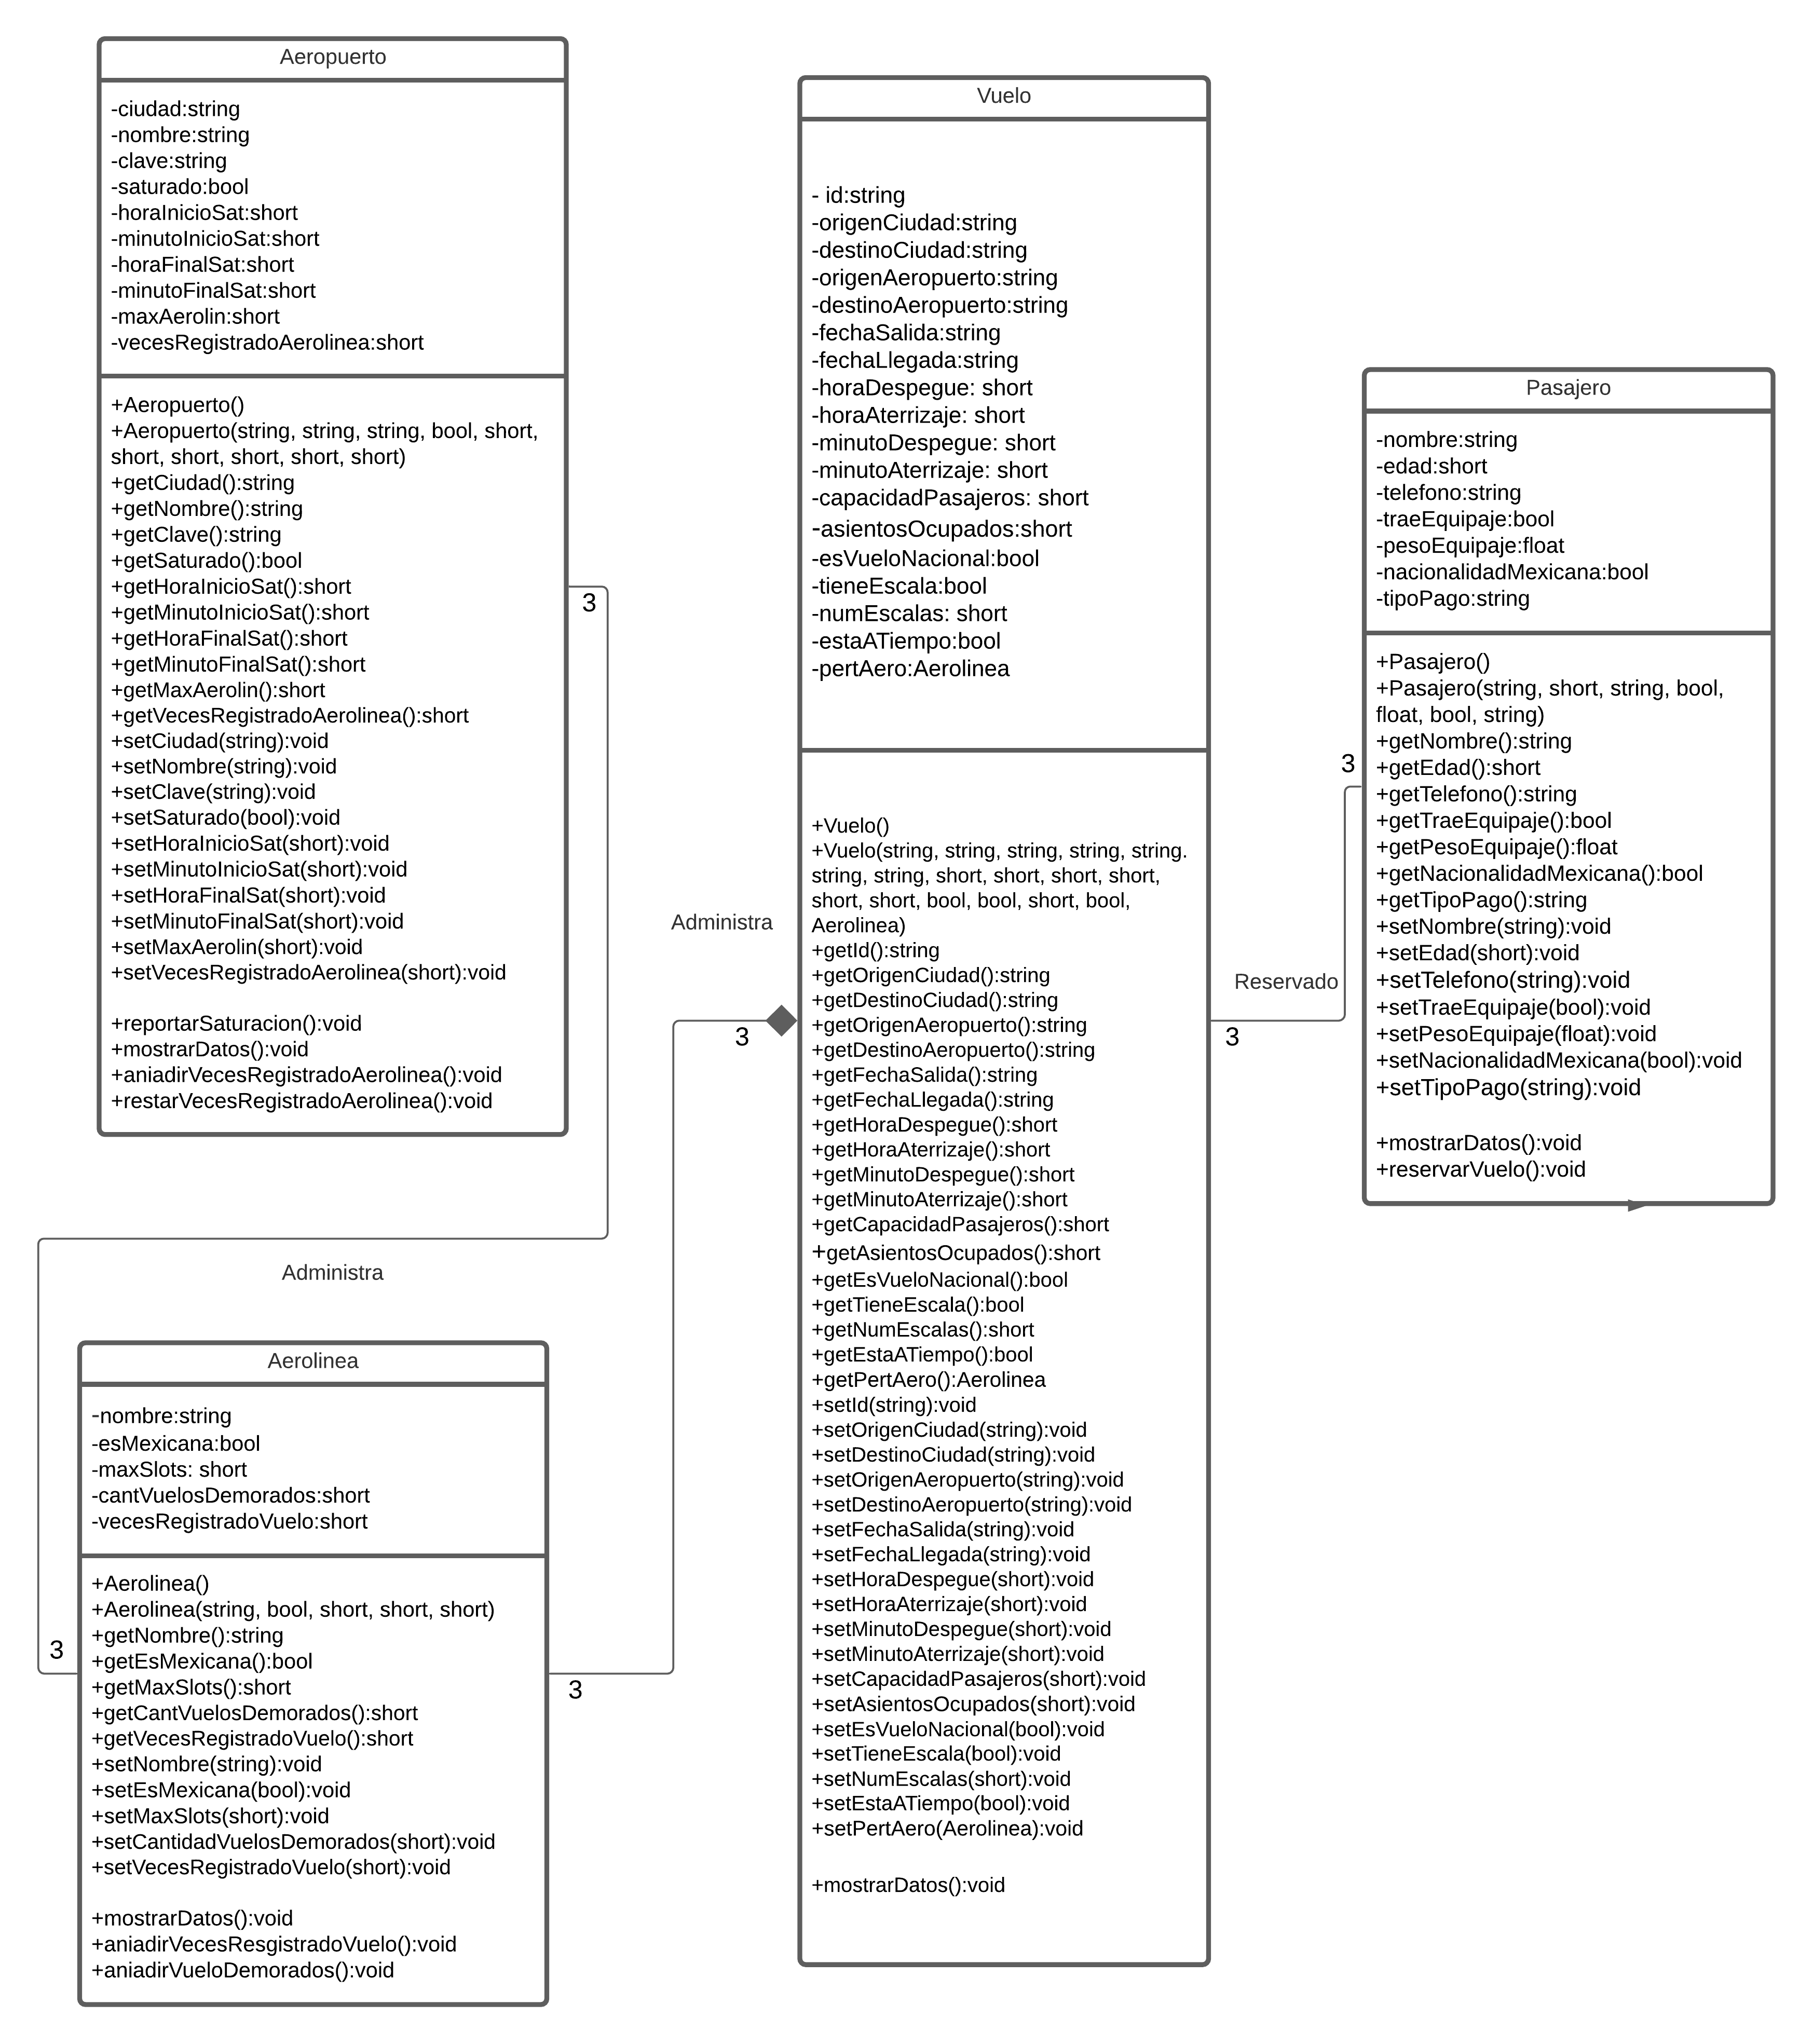 Aeropuerto
-ciudad:string
-nombre:string
-clave:string
-saturado:bool
-horaInicioSat:short
-minutoInicioSat:short
-horaFinalSat:short
-minutoFinalSat:short
-maxAerolin:short
-vecesRegistradoAerolinea:short
+Aeropuerto()
+Aeropuerto(string, string, string, bool, short,
short, short, short, short, short)
+getCiudad():string
+getNombre():string
+getClave():string
+getSaturado():bool
+getHoraInicioSat():short
+getMinutoInicioSat():short
+getHoraFinalSat():short
+getMinutoFinalSat():short
+getMaxAerolin():short
+getVecesRegistradoAerolinea():short
+setCiudad(string):void
+setNombre(string):void
+setClave(string):void
+setSaturado(bool):void
+setHoraInicioSat(short):void
+setMinutoInicioSat(short):void
+setHoraFinalSat(short):void
+setMinutoFinalSat(short):void
+setMaxAerolin(short):void
+setVecesRegistradoAerolinea(short):void
+reportarSaturacion():void
+mostrarDatos():void
+aniadirVecesRegistradoAerolinea():void
+restarVecesRegistradoAerolinea():void
3
Administra
3
Aerolinea
-nombre:string
-esMexicana:bool
-maxSlots: short
-cantVuelosDemorados:short
-vecesRegistradoVuelo:short
+Aerolinea()
+Aerolinea(string, bool, short, short, short)
+getNombre():string
+getEsMexicana():bool
+getMaxSlots():short
+getCantVuelosDemorados():short
+getVecesRegistradoVuelo():short
+setNombre(string):void
+setEsMexicana(bool):void
+setMaxSlots(short):void
+setCantidadVuelosDemorados(short):void
+setVecesRegistradoVuelo(short):void
+mostrarDatos():void
+aniadirVecesResgistradoVuelo():void
+aniadirVueloDemorados():void
3
Administra
3
Vuelo
- id:string
-origenCiudad:string
-destinoCiudad:string
-origenAeropuerto:string
-destinoAeropuerto:string
-fechaSalida:string
-fechaLlegada:string
-horaDespegue: short
-horaAterrizaje: short
-minutoDespegue: short
-minutoAterrizaje: short
-capacidadPasajeros: short
-asientosOcupados:short
-esVueloNacional:bool
-tieneEscala:bool
-numEscalas: short
-estaATiempo:bool
-pertAero:Aerolinea
+Vuelo()
+Vuelo(string, string, string, string, string.
string, string, short, short, short, short,
short, short, bool, bool, short, bool,
Aerolinea)
+getId():string
+getOrigenCiudad():string
+getDestinoCiudad():string
+getOrigenAeropuerto():string
+getDestinoAeropuerto():string
+getFechaSalida():string
+getFechaLlegada():string
+getHoraDespegue():short
+getHoraAterrizaje():short
+getMinutoDespegue():short
+getMinutoAterrizaje():short
+getCapacidadPasajeros():short
+getAsientosOcupados():short
+getEsVueloNacional():bool
+getTieneEscala():bool
+getNumEscalas():short
+getEstaATiempo():bool
+getPertAero():Aerolinea
+setId(string):void
+setOrigenCiudad(string):void
+setDestinoCiudad(string):void
+setOrigenAeropuerto(string):void
+setDestinoAeropuerto(string):void
+setFechaSalida(string):void
+setFechaLlegada(string):void
+setHoraDespegue(short):void
+setHoraAterrizaje(short):void
+setMinutoDespegue(short):void
+setMinutoAterrizaje(short):void
+setCapacidadPasajeros(short):void
+setAsientosOcupados(short):void
+setEsVueloNacional(bool):void
+setTieneEscala(bool):void
+setNumEscalas(short):void
+setEstaATiempo(bool):void
+setPertAero(Aerolinea):void
+mostrarDatos():void
3
Reservado
3
Pasajero
-nombre:string
-edad:short
-telefono:string
-traeEquipaje:bool
-pesoEquipaje:float
-nacionalidadMexicana:bool
-tipoPago:string
+Pasajero()
+Pasajero(string, short, string, bool,
float, bool, string)
+getNombre():string
+getEdad():short
+getTelefono():string
+getTraeEquipaje():bool
+getPesoEquipaje():float
+getNacionalidadMexicana():bool
+getTipoPago():string
+setNombre(string):void
+setEdad(short):void
+setTelefono(string):void
+setTraeEquipaje(bool):void
+setPesoEquipaje(float):void
+setNacionalidadMexicana(bool):void
+setTipoPago(string):void
+mostrarDatos():void
+reservarVuelo():void